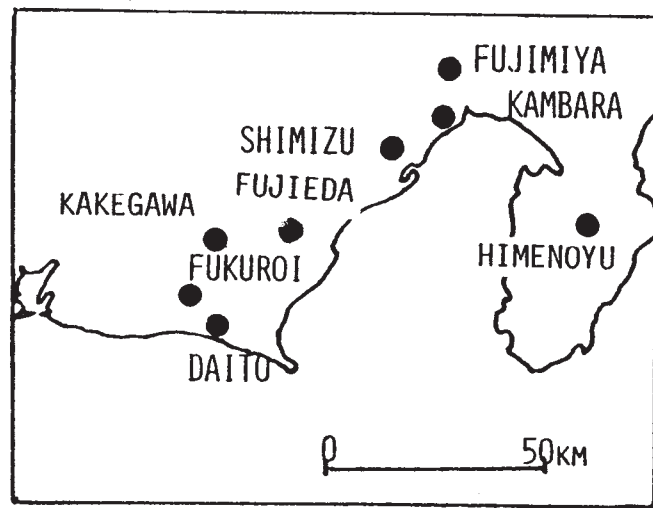 FUJIMIYA
KAMBARA
SHIMIZU
FUJIEDA
KAKEGAWA
HIMENOYU
FUKUROI
DAITO
0 50KM